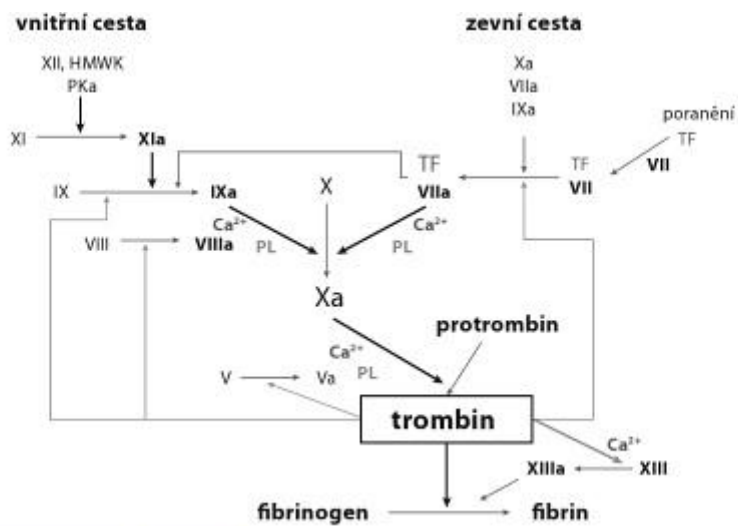 vnitřní cesta
zevní cesta
XII, HMWK
PKa
Xa
VIIa
IXa
poranění
TF
VII
XI
XIa
TF
VIIa
TF
VII
IX
IXa
X
Ca²⁺
PL
Ca²⁺
PL
VIII
VIIIa
Xa
protrombin
Ca²⁺
PL
V
Va
trombin
Ca²⁺
XIIIa
XIII
fibrinogen
fibrin